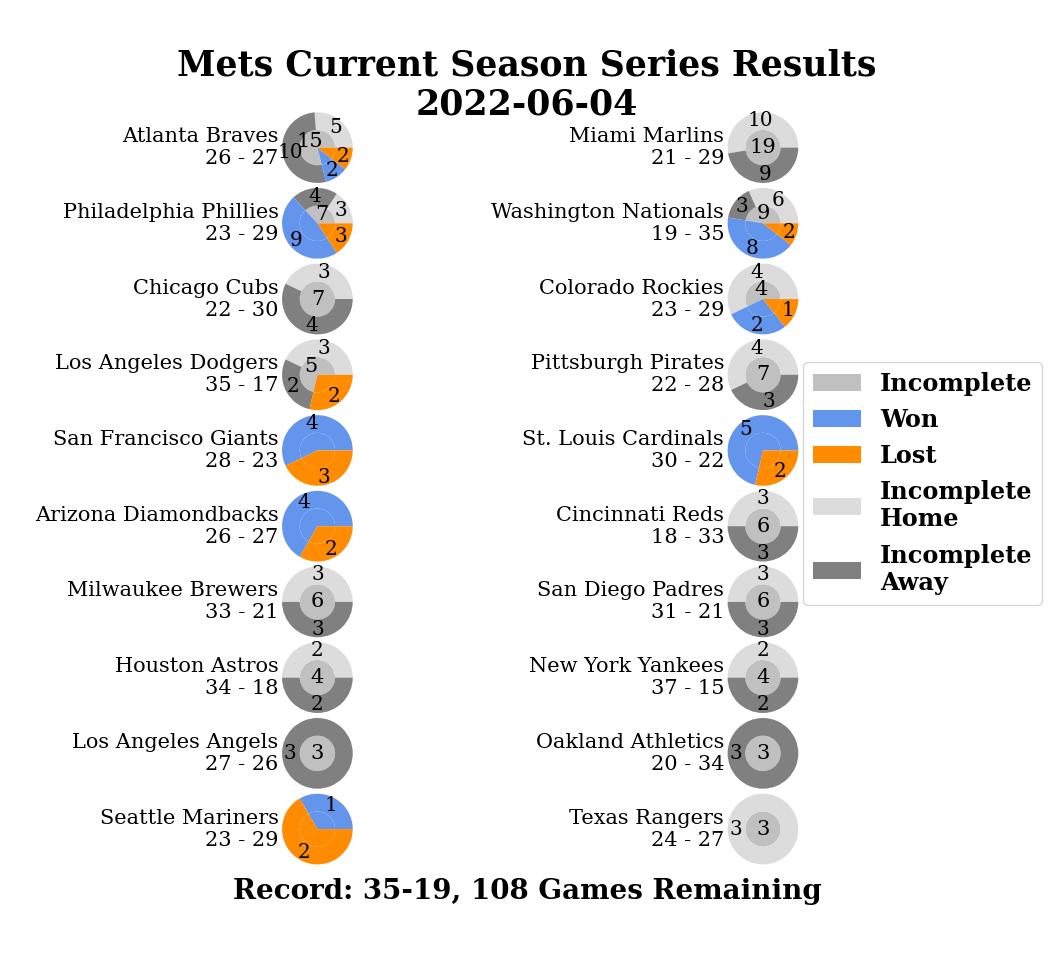 Mets Current Season Series Results
2022-06-04
Atlanta Braves
26 - 27
5
15
10
2
2
Miami Marlins
21 - 29
10
19
9
Philadelphia Phillies
23 - 29
4
3
7
9
3
Washington Nationals
19 - 35
3
6
9
2
8
Chicago Cubs
22 - 30
3
7
4
Colorado Rockies
23 - 29
4
4
1
2
Los Angeles Dodgers
35 - 17
3
5
2
2
Pittsburgh Pirates
22 - 28
4
7
3
San Francisco Giants
28 - 23
4
3
St. Louis Cardinals
30 - 22
5
2
Arizona Diamondbacks
26 - 27
4
2
Cincinnati Reds
18 - 33
3
6
3
Milwaukee Brewers
33 - 21
3
6
3
San Diego Padres
31 - 21
3
6
3
Houston Astros
34 - 18
2
4
2
New York Yankees
37 - 15
2
4
2
Los Angeles Angels
27 - 26
3
3
Oakland Athletics
20 - 34
3
3
Seattle Mariners
23 - 29
1
2
Texas Rangers
24 - 27
3
3
Incomplete
Won
Lost
Incomplete
Home
Incomplete
Away
Record: 35-19, 108 Games Remaining